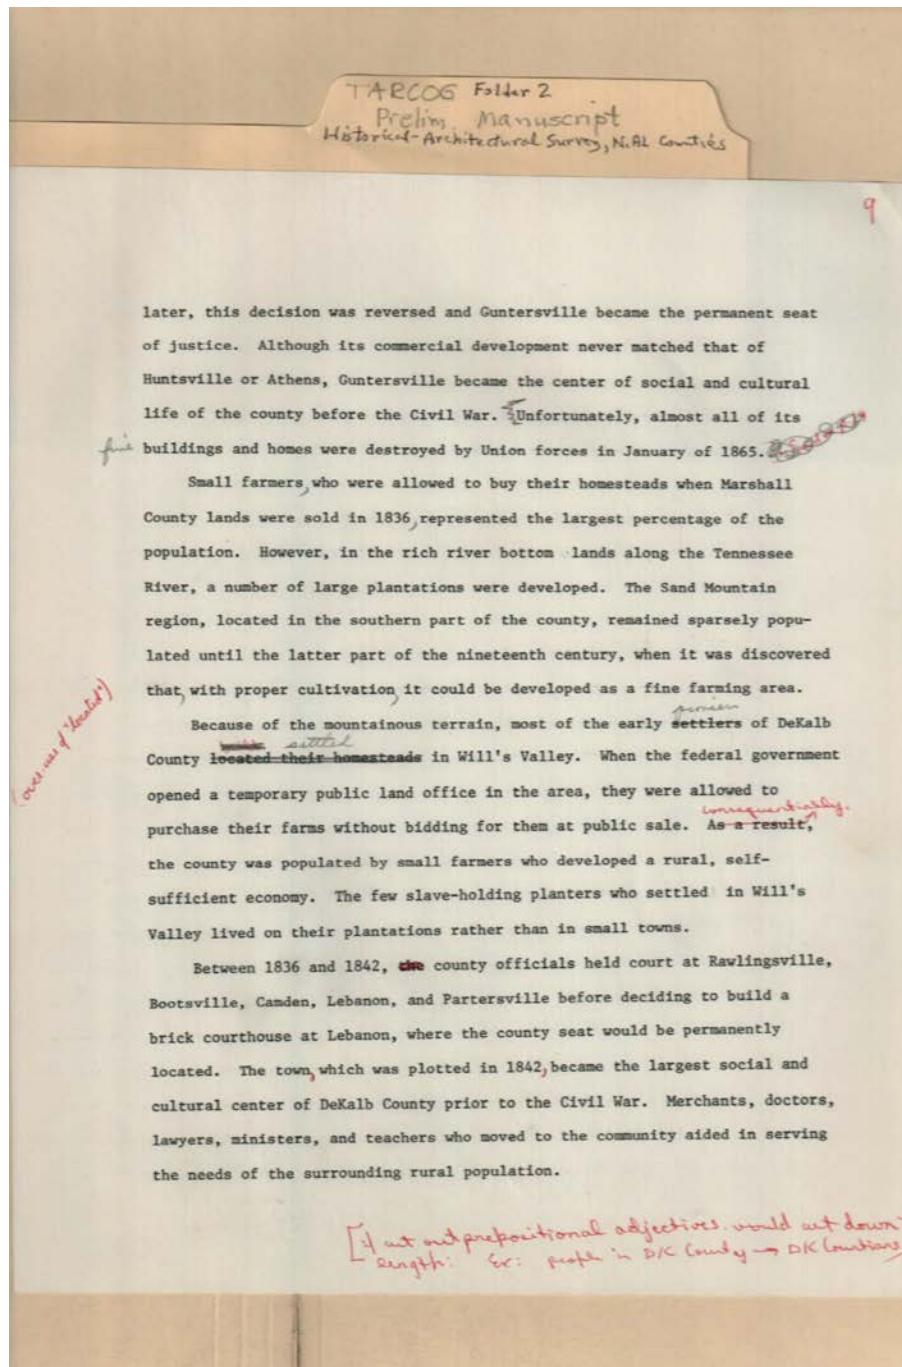 TARCOG Folder 2
Prelim. Manuscript
Historical-Architectural Survey, N. AL Counties
9
later, this decision was reversed and Guntersville became the permanent seat
of justice. Although its commercial development never matched that of
Huntsville or Athens, Guntersville became the center of social and cultural
life of the county before the Civil War. Unfortunately, almost all of its
fine buildings and homes were destroyed by Union forces in January of 1865.
Small farmers, who were allowed to buy their homesteads when Marshall
County lands were sold in 1836, represented the largest percentage of the
population. However, in the rich river bottom lands along the Tennessee
River, a number of large plantations were developed. The Sand Mountain
region, located in the southern part of the county, remained sparsely popu-
lated until the latter part of the nineteenth century, when it was discovered
that, with proper cultivation, it could be developed as a fine farming area.
(over-use of "located")
pioneers
Because of the mountainous terrain, most of the early settlers of DeKalb
settled
County located their homesteads in Will's Valley. When the federal government
opened a temporary public land office in the area, they were allowed to
consequentially.
purchase their farms without bidding for them at public sale. As a result,
the county was populated by small farmers who developed a rural, self-
sufficient economy. The few slave-holding planters who settled in Will's
Valley lived on their plantations rather than in small towns.
Between 1836 and 1842, the county officials held court at Rawlingsville,
Bootsville, Camden, Lebanon, and Partersville before deciding to build a
brick courthouse at Lebanon, where the county seat would be permanently
located. The town, which was plotted in 1842, became the largest social and
cultural center of DeKalb County prior to the Civil War. Merchants, doctors,
lawyers, ministers, and teachers who moved to the community aided in serving
the needs of the surrounding rural population.
[if cut out prepositional adjectives would cut down
length: Ex: people in D/K County → DK Countians